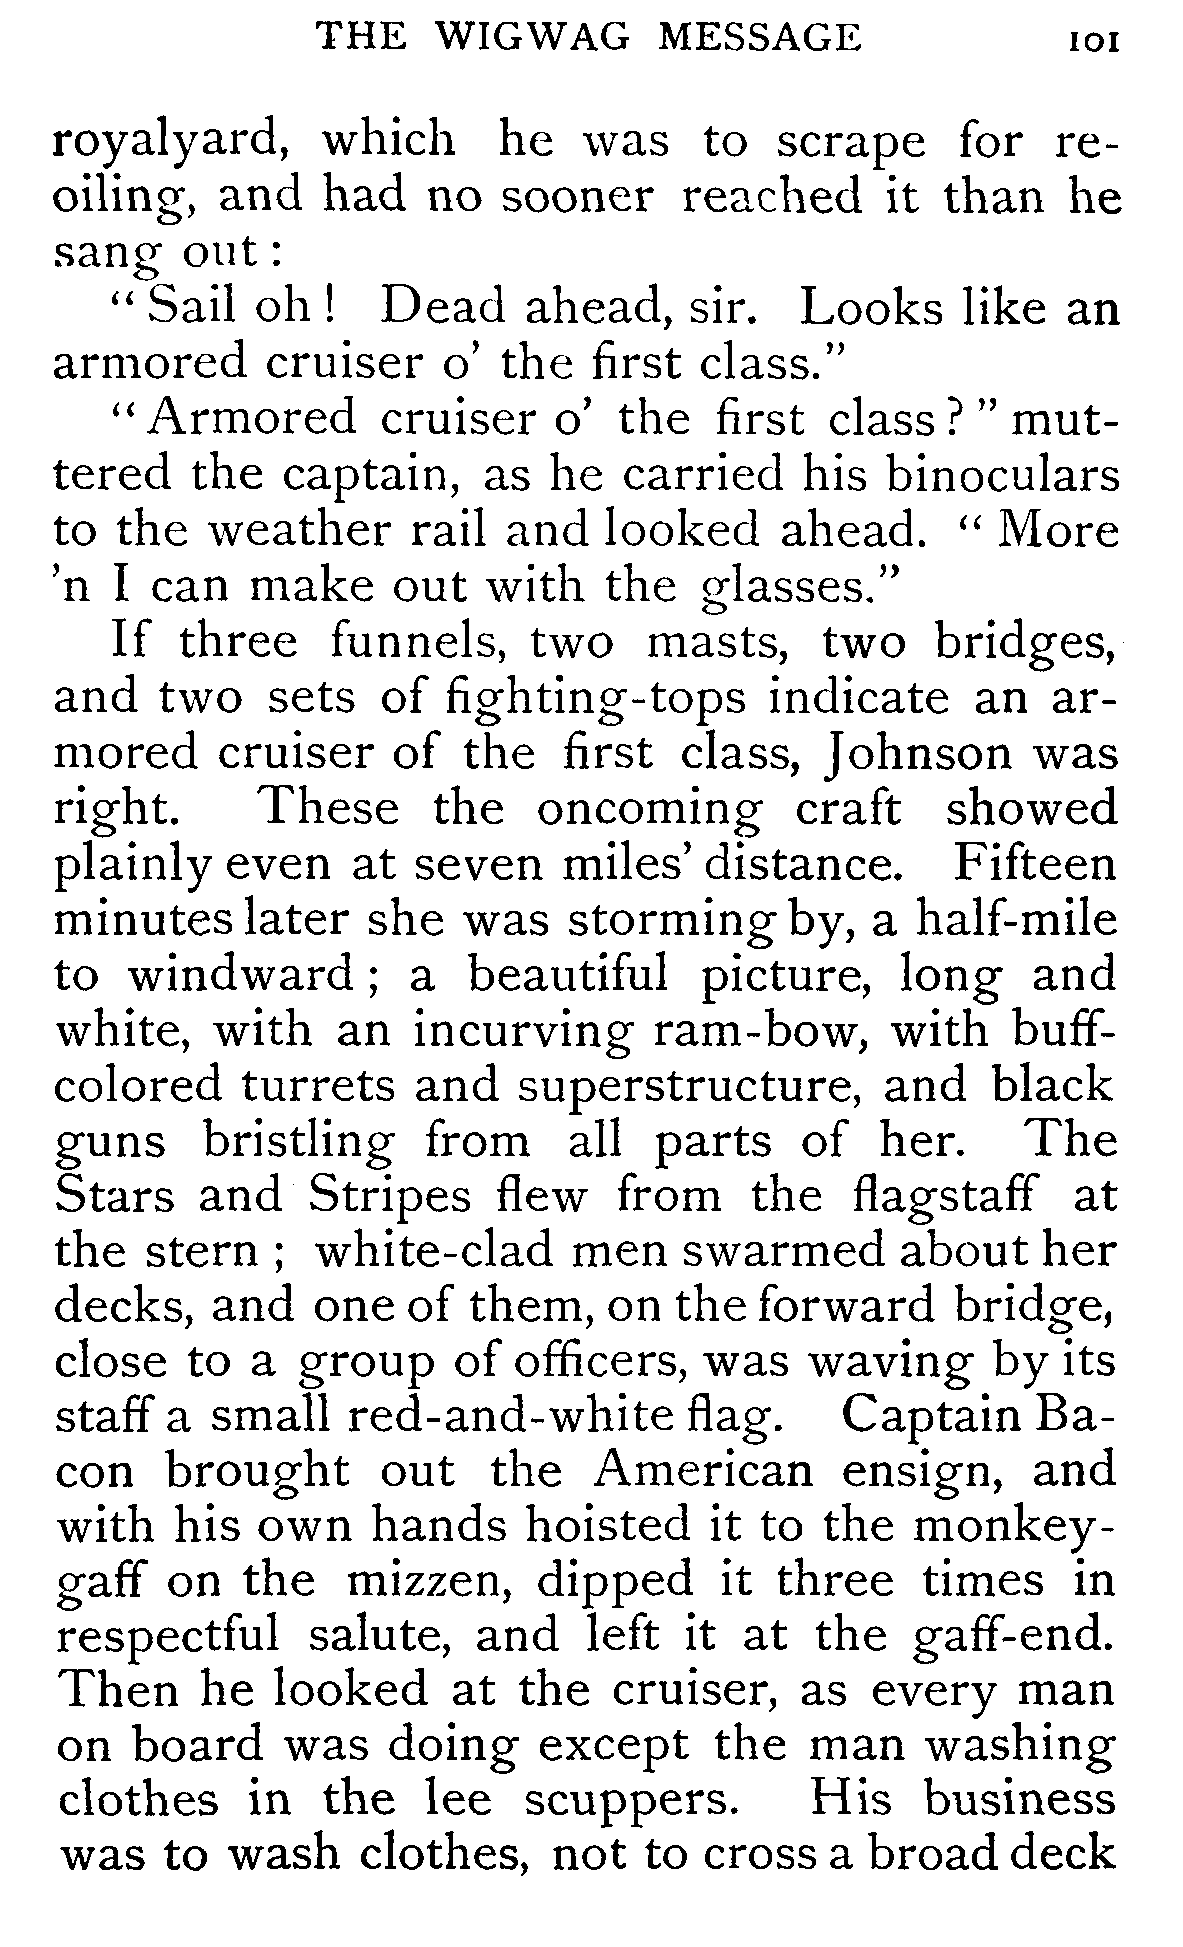 THE WIGWAG MESSAGE 101
royalyard, which he was to scrape for re-
oiling, and had no sooner reached it than he
sang out :
“ Sail oh ! Dead ahead, sir. Looks like an
armored cruiser o’ the first class.”
“ Armored cruiser o’ the first class ? ” mut-
tered the captain, as he carried his binoculars
to the weather rail and looked ahead. “ More
’n I can make out with the glasses.”
If three funnels, two masts, two bridges,
and two sets of fighting-tops indicate an ar-
mored cruiser of the first class, Johnson was
right. These the oncoming craft showed
plainly even at seven miles’ distance. Fifteen
minutes later she was storming by, a half-mile
to windward ; a beautiful picture, long and
white, with an incurving ram-bow, with buff-
colored turrets and superstructure, and black
guns bristling from all parts of her. The
Stars and Stripes flew from the flagstaff at
the stern ; white-clad men swarmed about her
decks, and one of them, on the forward bridge,
close to a group of officers, was waving by its
staff a small red-and-white flag. Captain Ba-
con brought out the American ensign, and
with his own hands hoisted it to the monkey-
gaff on the mizzen, dipped it three times in
respectful salute, and left it at the gaff-end.
Then he looked at the cruiser, as every man
on board was doing except the man washing
clothes in the lee scuppers. His business
was to wash clothes, not to cross a broad deck